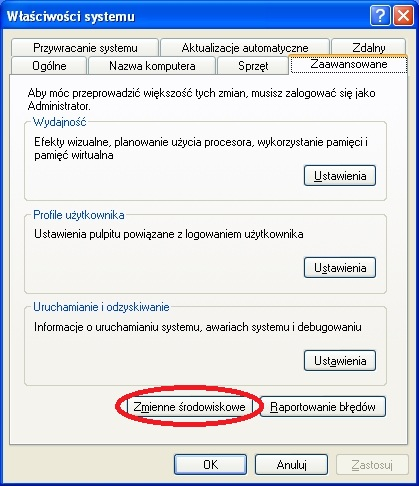 Właściwości systemu
Przywracanie systemu Aktualizacje automatyczne Zdalny
Ogólne Nazwa komputera Sprzęt Zaawansowane
Aby móc przeprowadzić większość tych zmian, musisz zalogować się jako
Administrator.
Wydajność
Efekty wizualne, planowanie użycia procesora, wykorzystanie pamięci i
pamięć wirtualna
Ustawienia
Profile użytkownika
Ustawienia pulpitu powiązane z logowaniem użytkownika
Ustawienia
Uruchamianie i odzyskiwanie
Informacje o uruchamianiu systemu, awariach systemu i debugowaniu
Ustawienia
Zmienne środowiskowe Raportowanie błędów
OK Anuluj Zastosuj